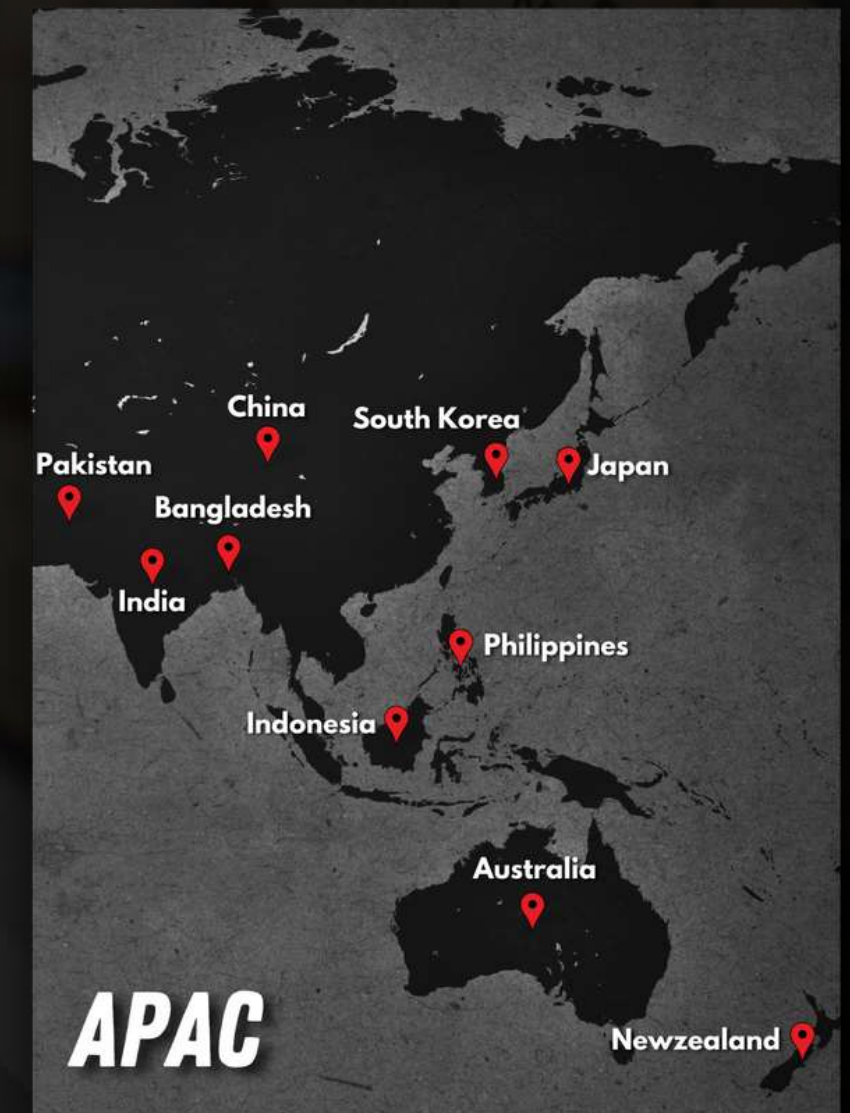 China
South Korea
Pakistan
Japan
Bangladesh
India
Philippines
Indonesia
Australia
APAC
Newzealand